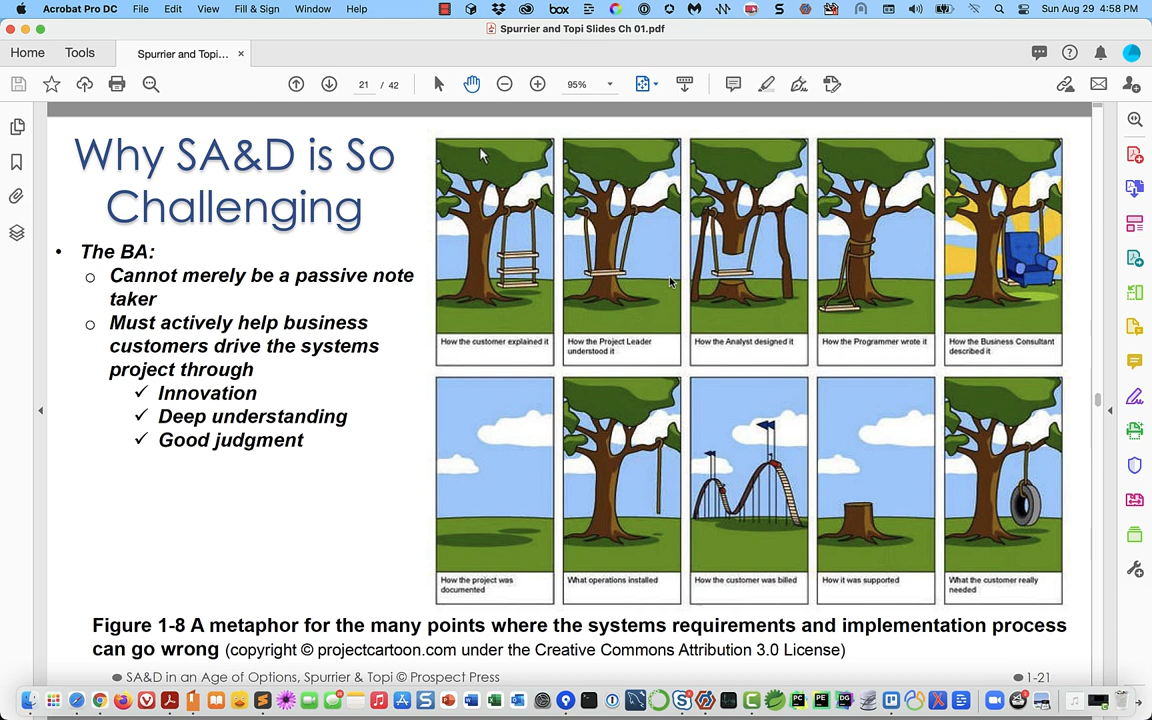 Acrobat Pro DC File Edit View Fill & Sign Window Help
box
Sun Aug 29 4:58 PM
Spurrier and Topi Slides Ch 01.pdf
Home Tools Spurrier and Topi... ×
21 / 42
95%
Why SA&D is So
Challenging
• The BA:
o Cannot merely be a passive note
taker
o Must actively help business
customers drive the systems
project through
✓ Innovation
✓ Deep understanding
✓ Good judgment
How the customer explained it
How the Project Leader
understood it
How the Analyst designed it
How the Programmer wrote it
How the Business Consultant
described it
How the project was
documented
What operations installed
How the customer was billed
How it was supported
What the customer really
needed
Figure 1-8 A metaphor for the many points where the systems requirements and implementation process
can go wrong (copyright © projectcartoon.com under the Creative Commons Attribution 3.0 License)
SA&D in an Age of Options, Spurrier & Topi © Prospect Press
1-21